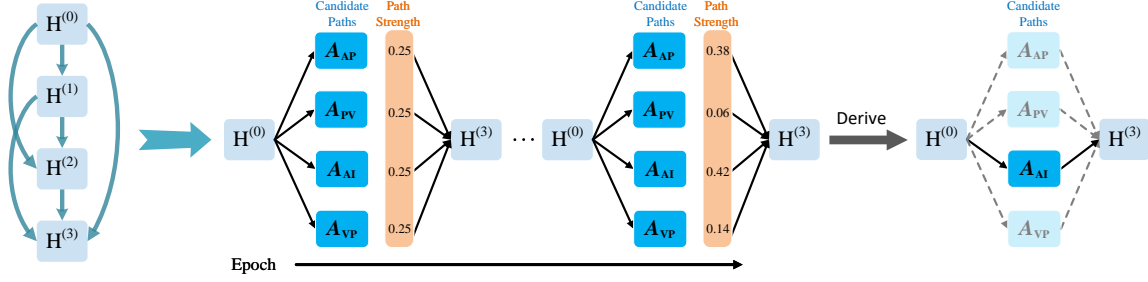 H^(0)
H^(1)
H^(2)
H^(3)
H^(0)
Candidate
Paths
A_AP
A_PV
A_AI
A_VP
Path
Strength
0.25
0.25
0.25
0.25
H^(3)
...
H^(0)
Candidate
Paths
A_AP
A_PV
A_AI
A_VP
Path
Strength
0.38
0.06
0.42
0.14
H^(3)
Epoch
Derive
H^(0)
Candidate
Paths
A_AP
A_PV
A_AI
A_VP
H^(3)